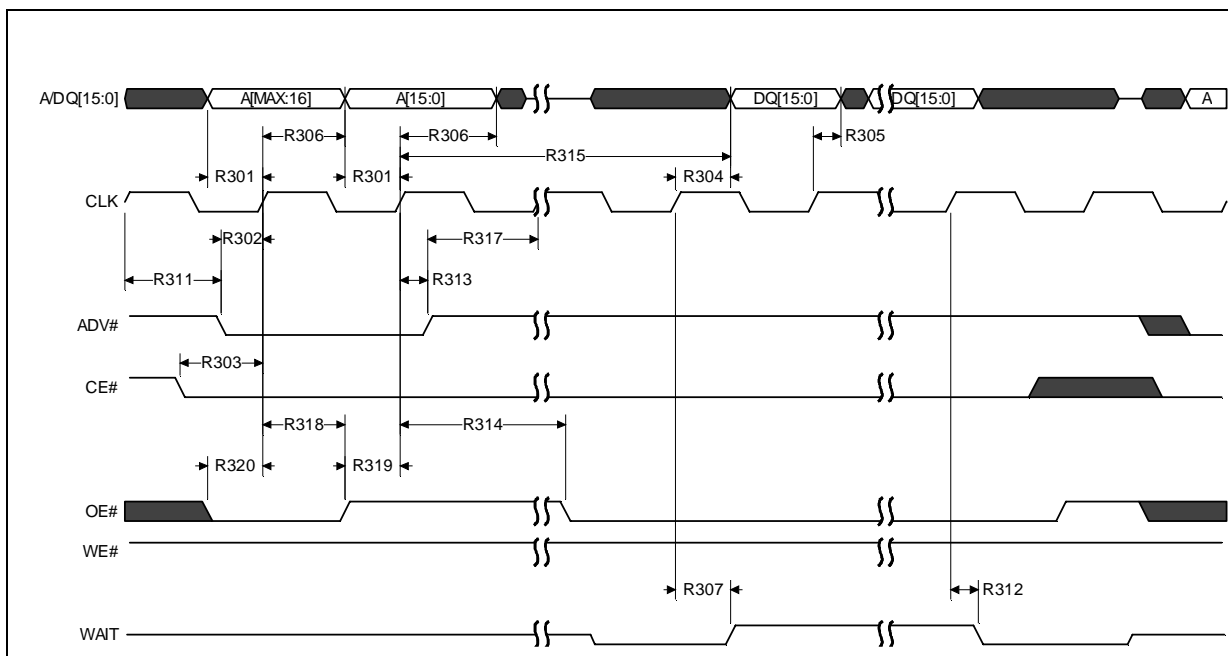 A/DQ[15:0] A[MAX:16] A[15:0] DQ[15:0] DQ[15:0] A
R306 R306 R305
R315
R301 R301 R304
CLK
R302 R317
R311 R313
ADV#
R303
CE#
R318 R314
R320 R319
OE#
WE#
R307 R312
WAIT